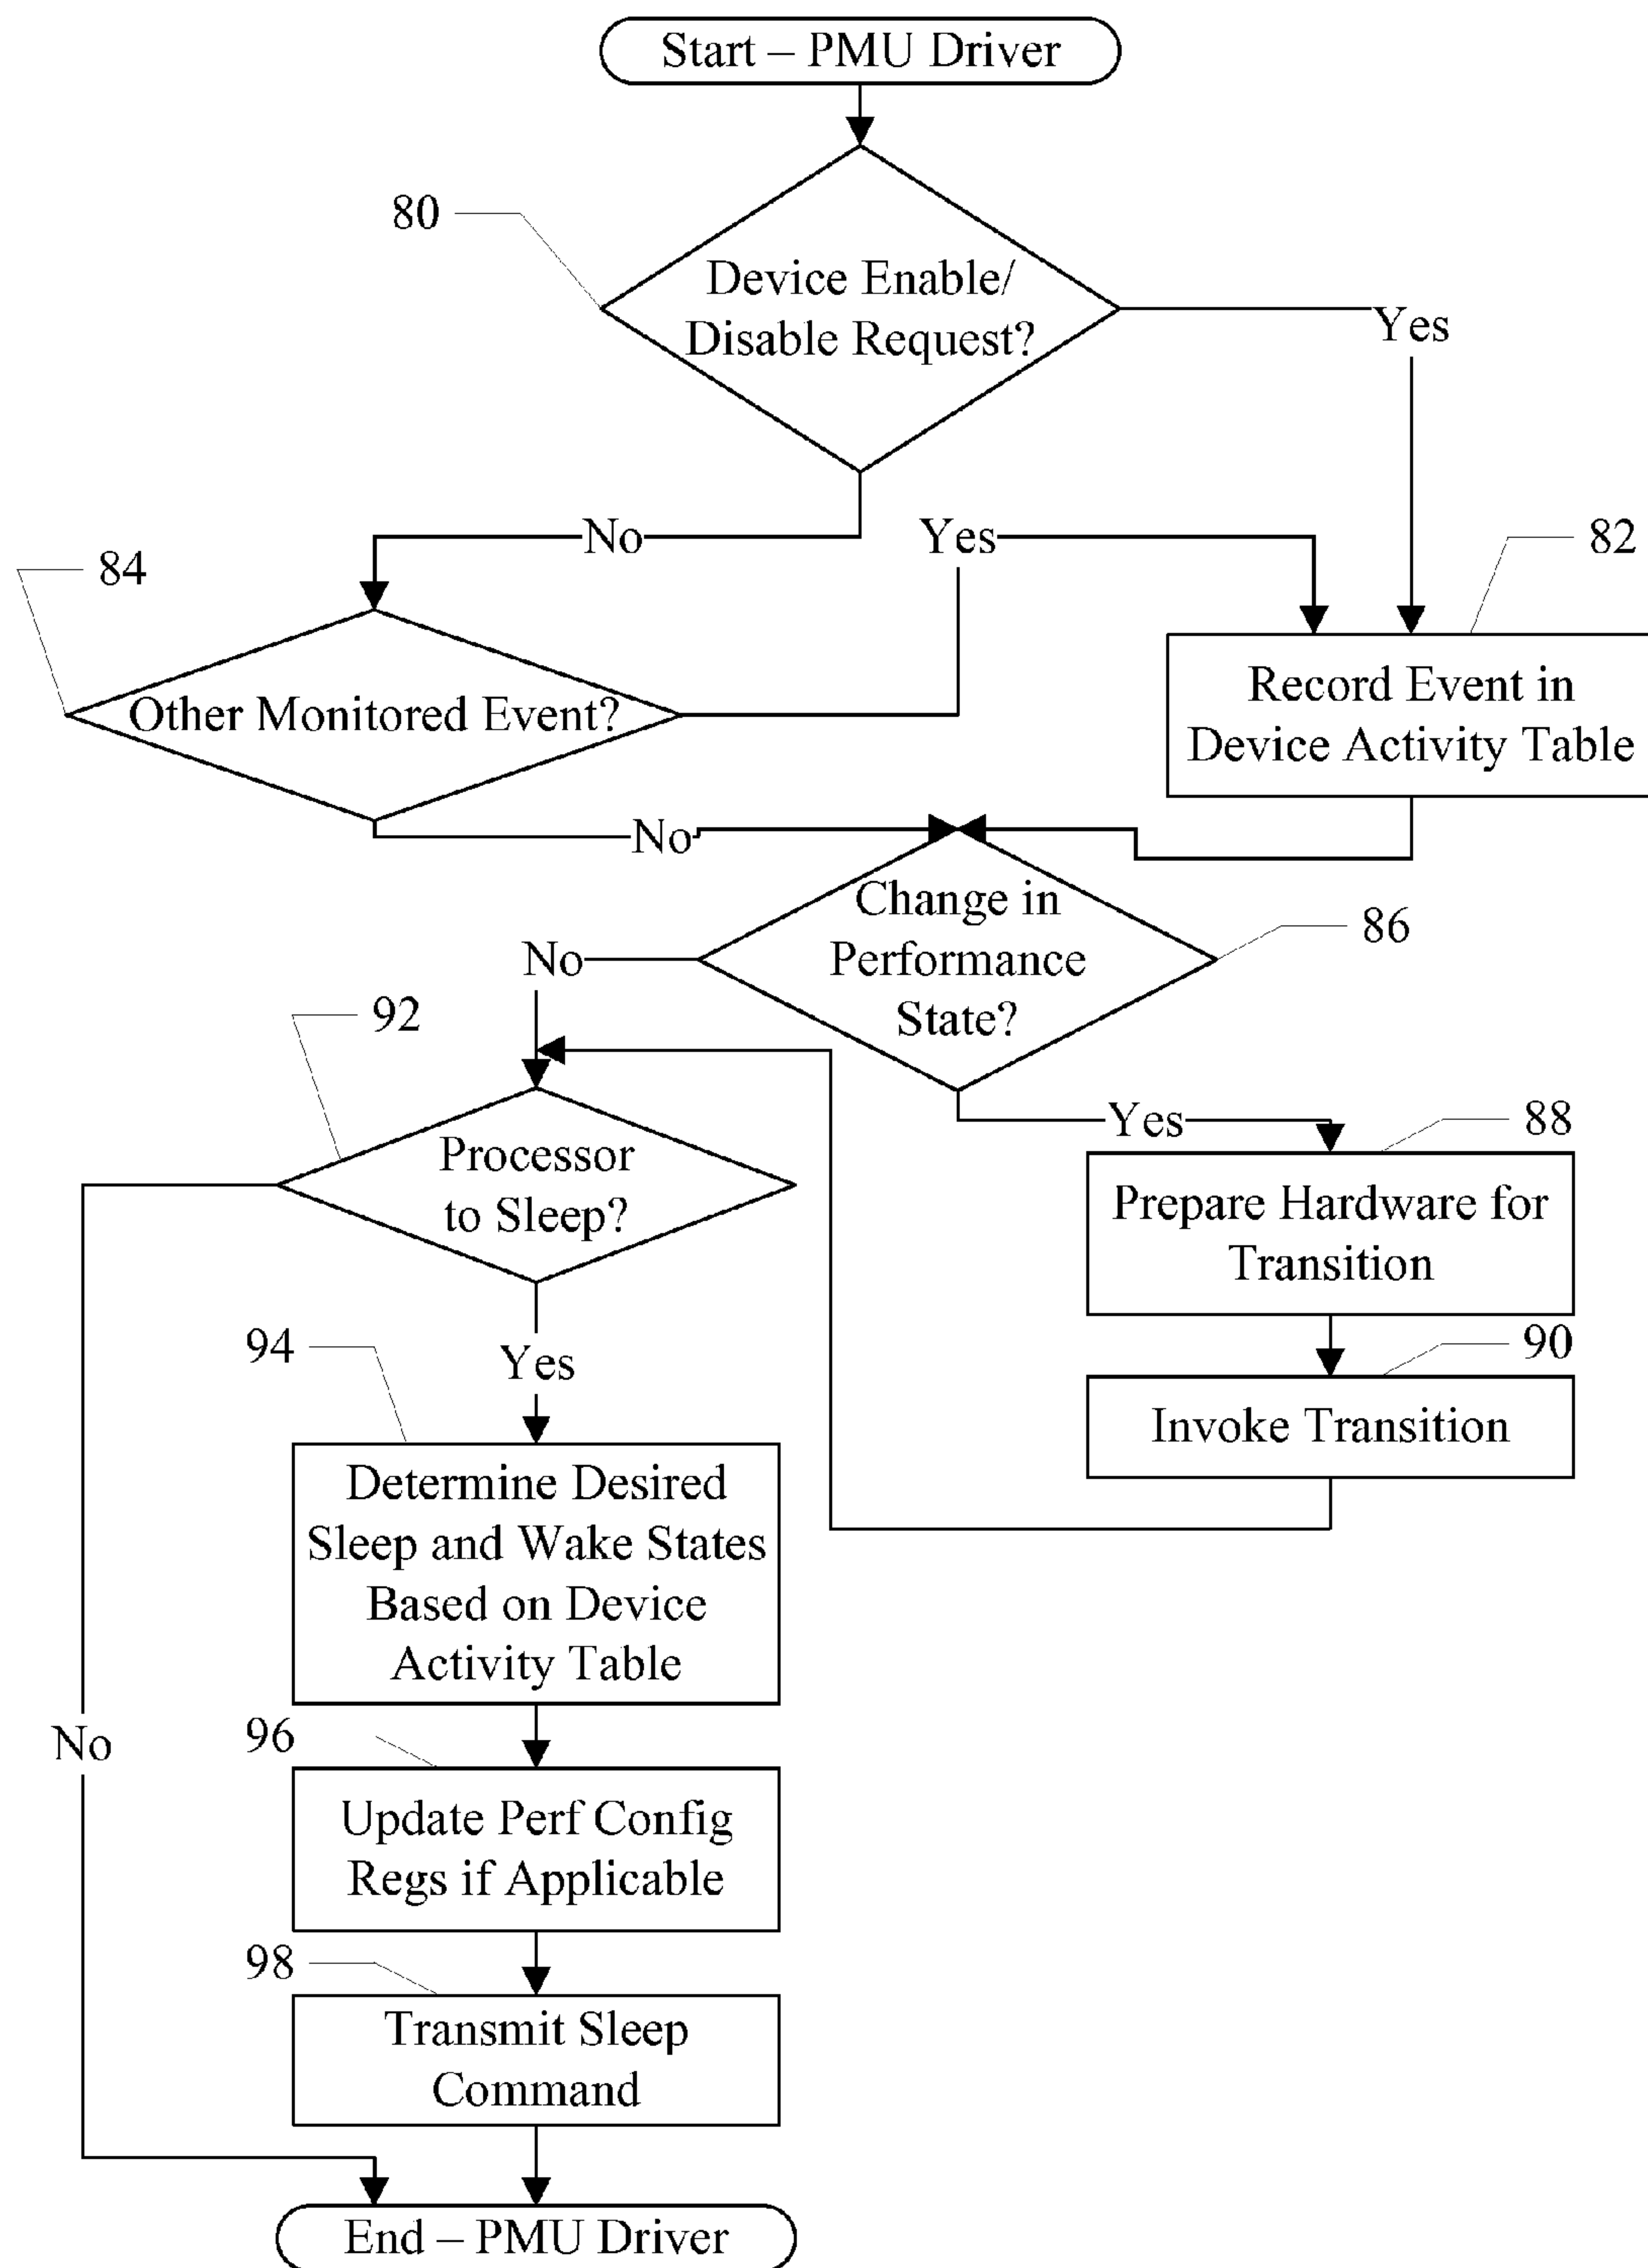 Start – PMU Driver
80
Device Enable/
Disable Request?
Yes
No
Yes
82
84
Other Monitored Event?
Record Event in
Device Activity Table
No
Change in
Performance
State?
86
No
92
Processor
to Sleep?
Yes
88
Prepare Hardware for
Transition
90
Invoke Transition
94
Yes
Determine Desired
Sleep and Wake States
Based on Device
Activity Table
No
96
Update Perf Config
Regs if Applicable
98
Transmit Sleep
Command
End – PMU Driver